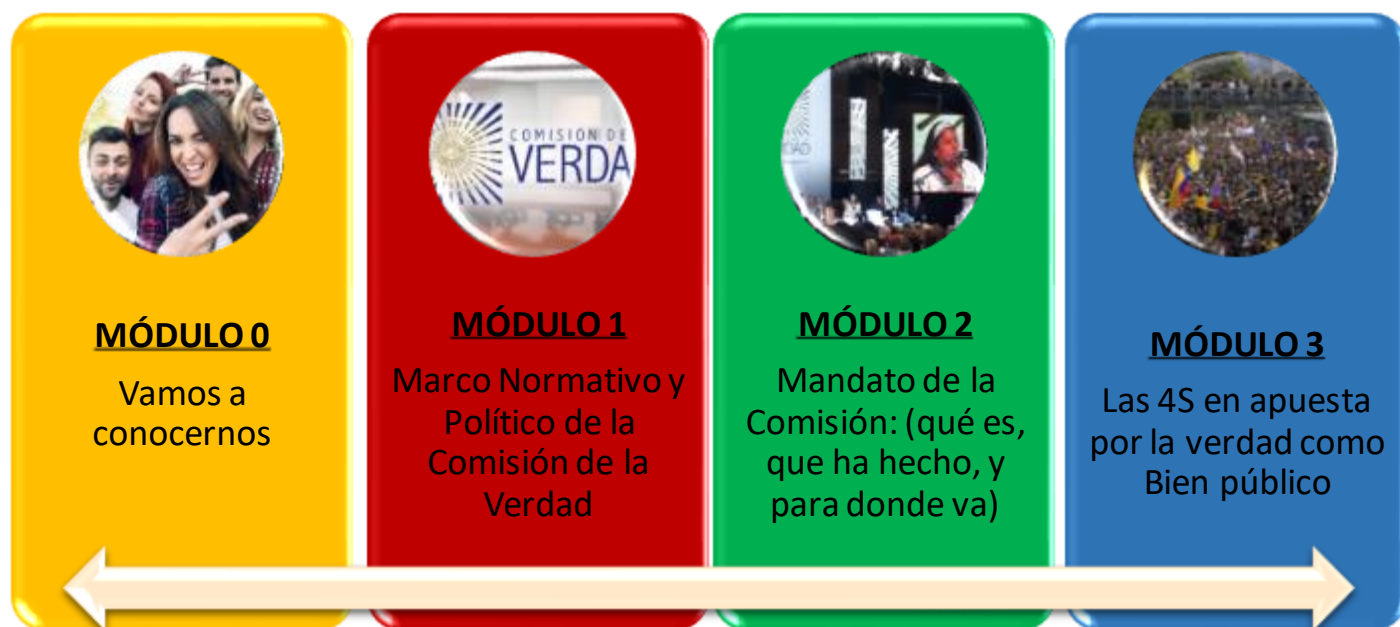 COMISIÓN DE
VERDA
MÓDULO 0
Vamos a
conocernos
MÓDULO 1
Marco Normativo y
Político de la
Comisión de la
Verdad
MÓDULO 2
Mandato de la
Comisión: (qué es,
que ha hecho, y
para donde va)
MÓDULO 3
Las 4S en apuesta
por la verdad como
Bien público